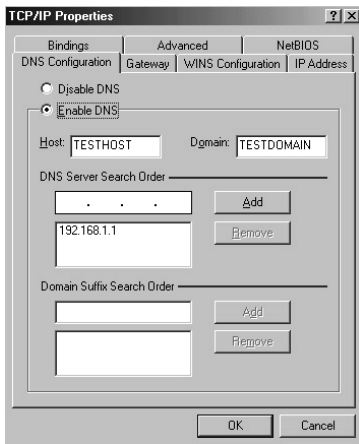 TCP/IP Properties
Bindings Advanced NetBIOS
DNS Configuration Gateway WINS Configuration IP Address
Disable DNS
Enable DNS
Host: TESTHOST Domain: TESTDOMAIN
DNS Server Search Order
. . . Add
192.168.1.1 Remove
Domain Suffix Search Order
Add
Remove
OK Cancel